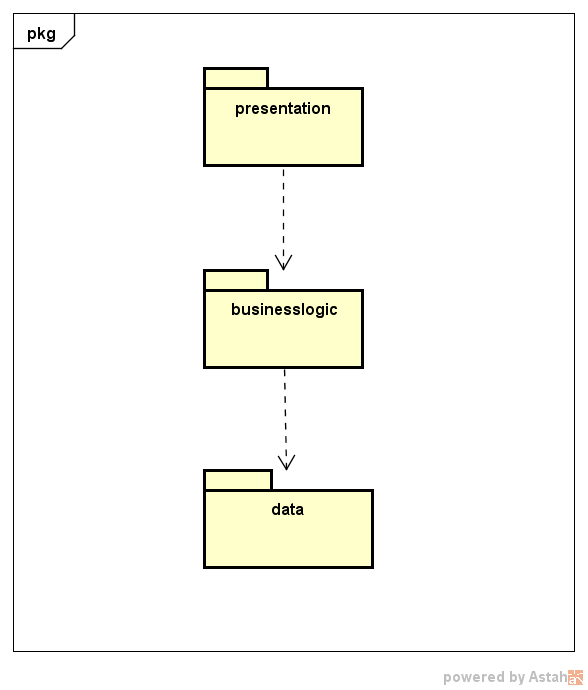 pkg
presentation
businesslogic
data
powered by Astah